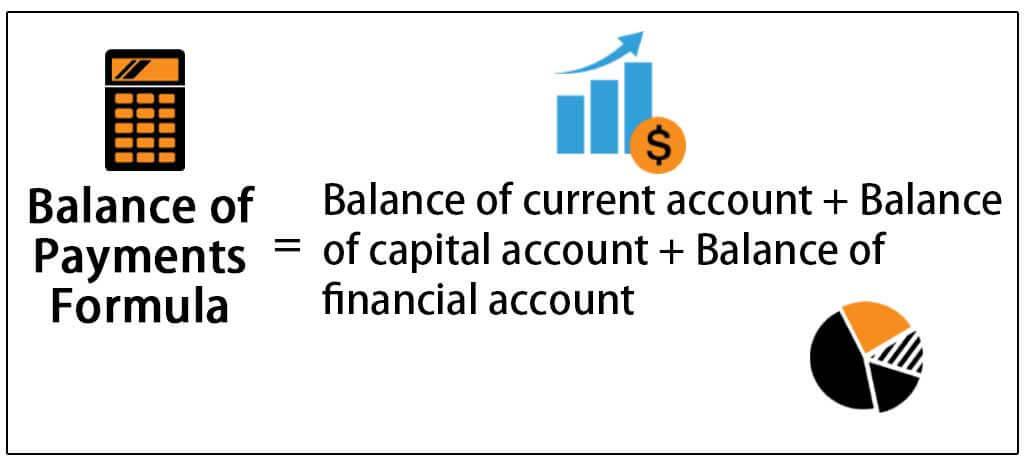 $
Balance of
Payments
Formula
=
Balance of current account + Balance
of capital account + Balance of
financial account